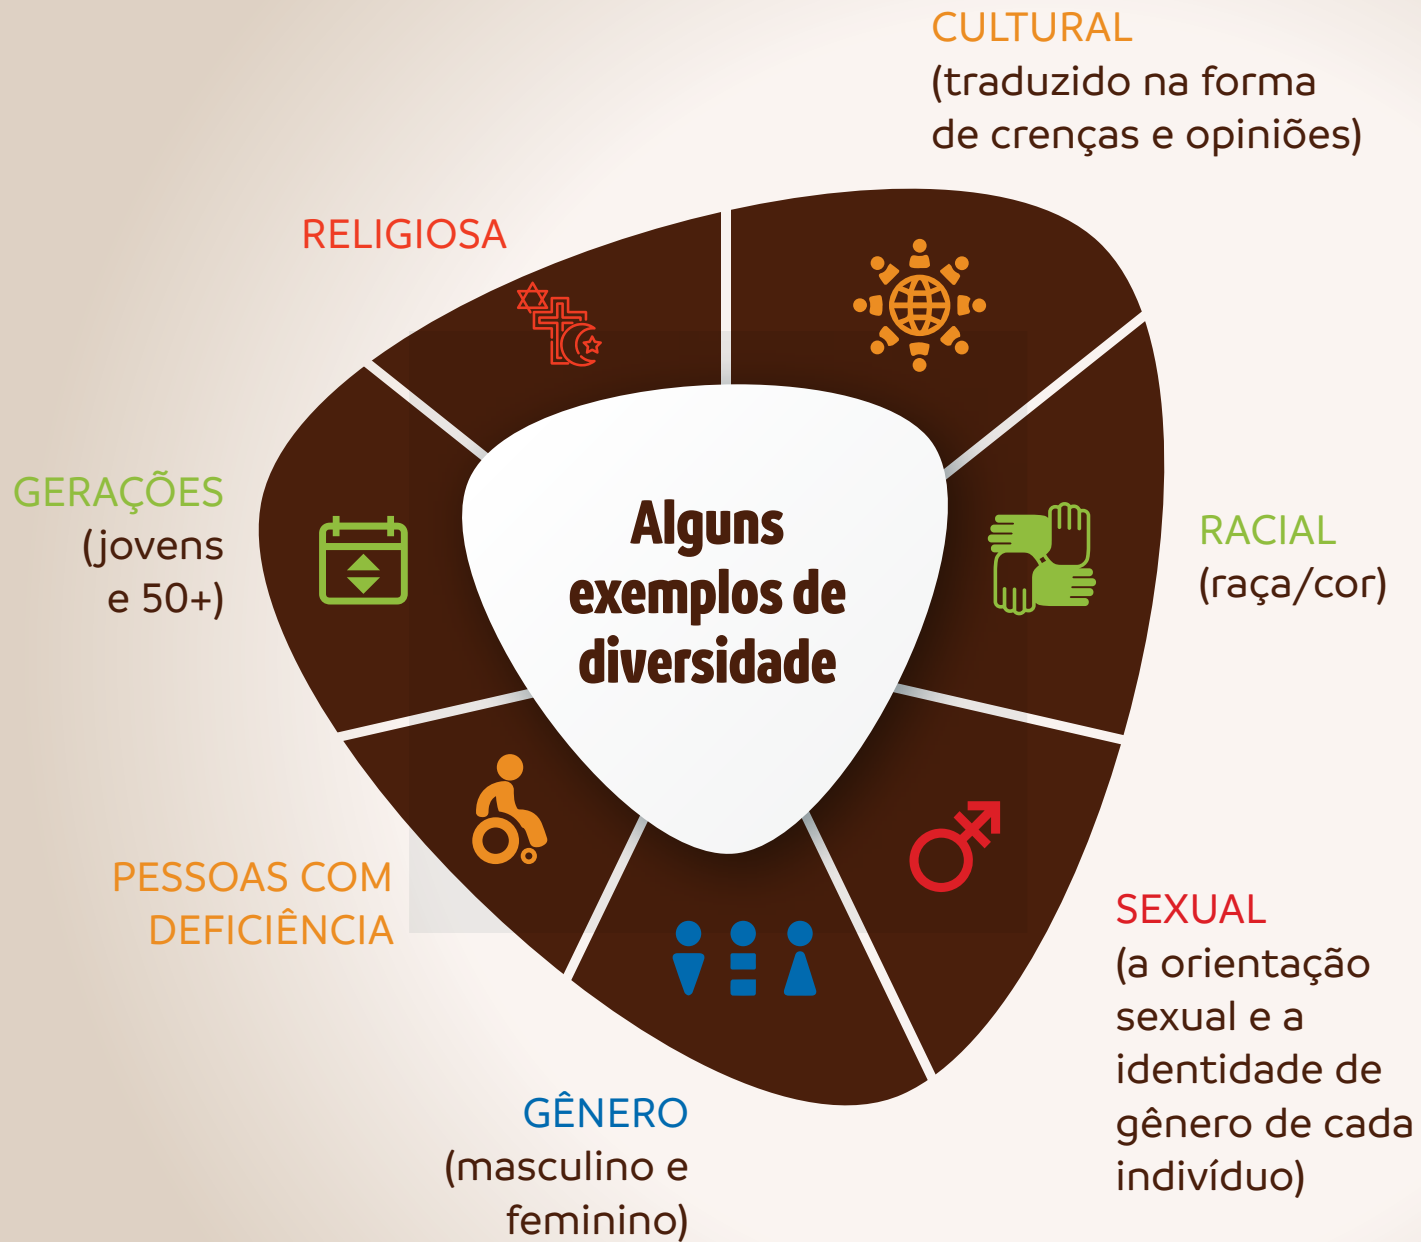 CULTURAL
(traduzido na forma
de crenças e opiniões)
RELIGIOSA
GERAÇÕES
(jovens
e 50+)
Alguns
exemplos de
diversidade
RACIAL
(raça/cor)
PESSOAS COM
DEFICIÊNCIA
SEXUAL
(a orientação
sexual e a
identidade de
gênero de cada
indivíduo)
GÊNERO
(masculino e
feminino)